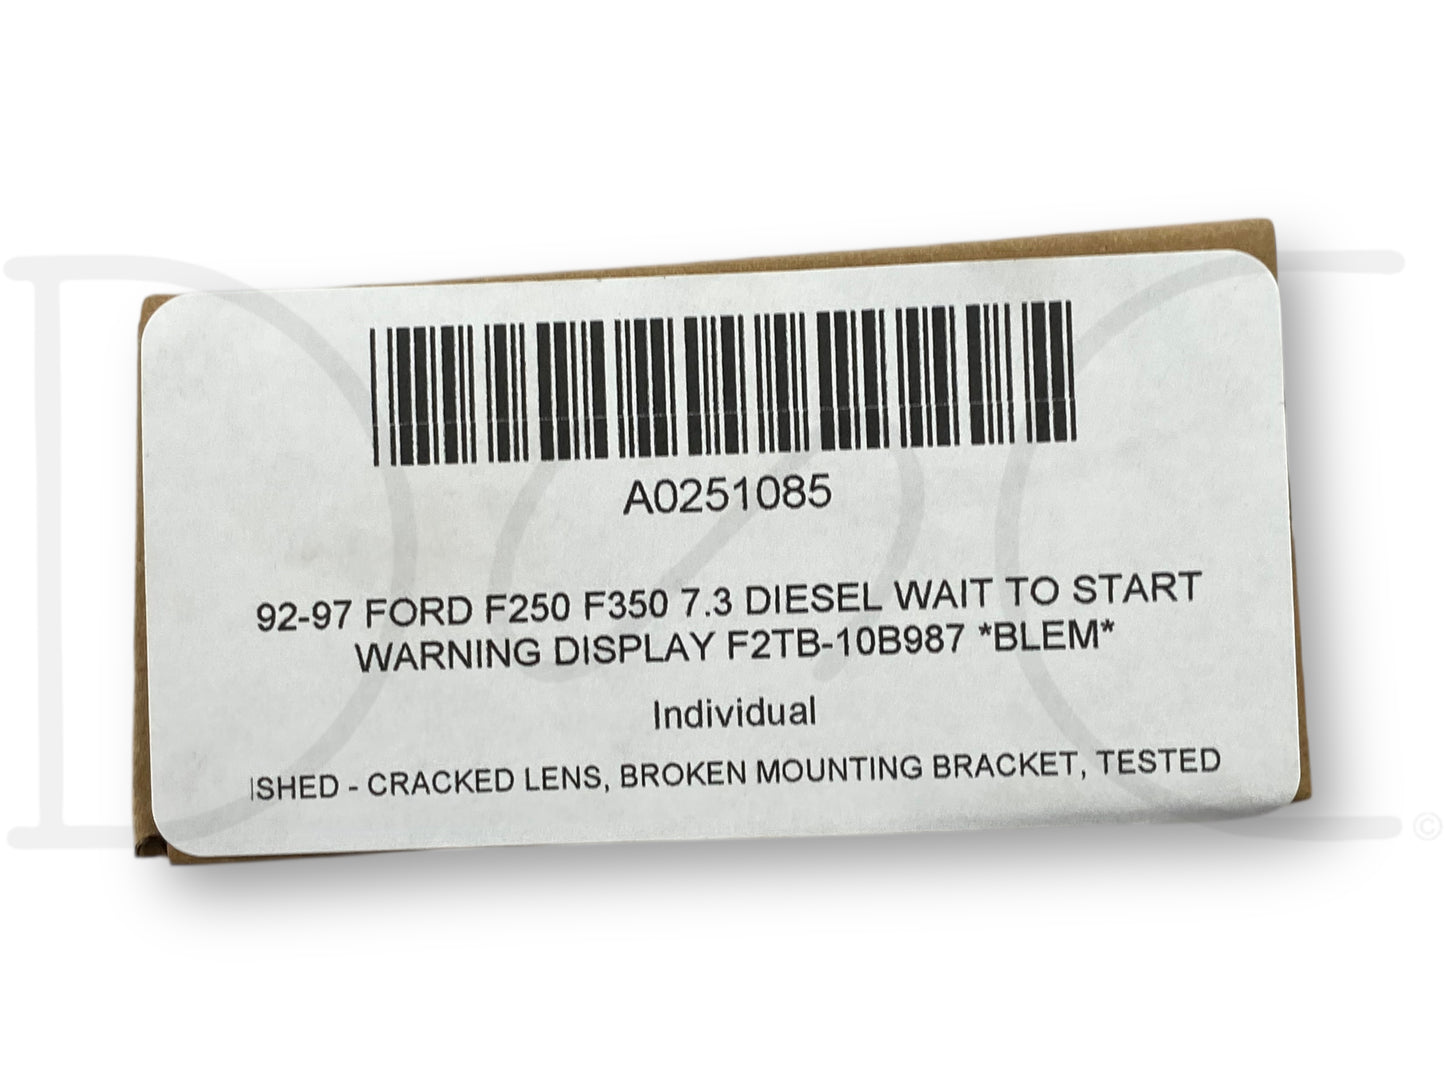 A0251085
92-97 FORD F250 F350 7.3 DIESEL WAIT TO START
WARNING DISPLAY F2TB-10B987 *BLEM*
Individual
ISHED - CRACKED LENS, BROKEN MOUNTING BRACKET, TESTED
©